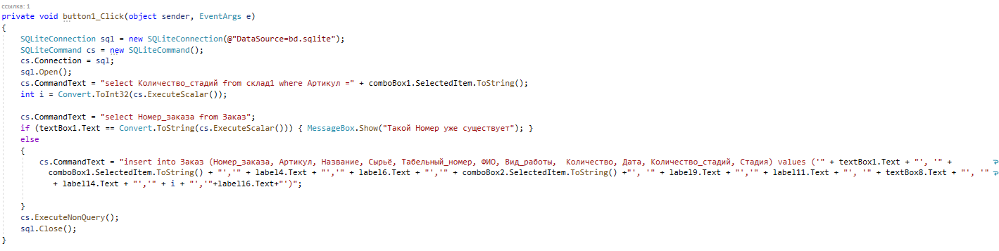 ссылка: 1
private void button1_Click(object sender, EventArgs e)
{
SQLiteConnection sql = new SQLiteConnection(@"DataSource=bd.sqlite");
SQLiteCommand cs = new SQLiteCommand();
cs.Connection = sql;
sql.Open();
cs.CommandText = "select Количество_стадий from склад1 where Артикул =" + comboBox1.SelectedItem.ToString();
int i = Convert.ToInt32(cs.ExecuteScalar());
cs.CommandText = "select Номер_заказа from Заказ";
if (textBox1.Text == Convert.ToString(cs.ExecuteScalar())) { MessageBox.Show("Такой Номер уже существует"); }
else
{
cs.CommandText = "insert into Заказ (Номер_заказа, Артикул, Название, Сырьё, Табельный_номер, ФИО, Вид_работы,  Количество, Дата, Количество_стадий, Стадия) values ('" + textBox1.Text + "', '" +
comboBox1.SelectedItem.ToString() + "','" + label4.Text + "','" + label6.Text + "','" + comboBox2.SelectedItem.ToString() +"', '" + label9.Text + "','" + label11.Text + "', '" + textBox8.Text + "', '"
+ label14.Text + "','" + i + "','"+label16.Text+"')";
}
cs.ExecuteNonQuery();
sql.Close();
}